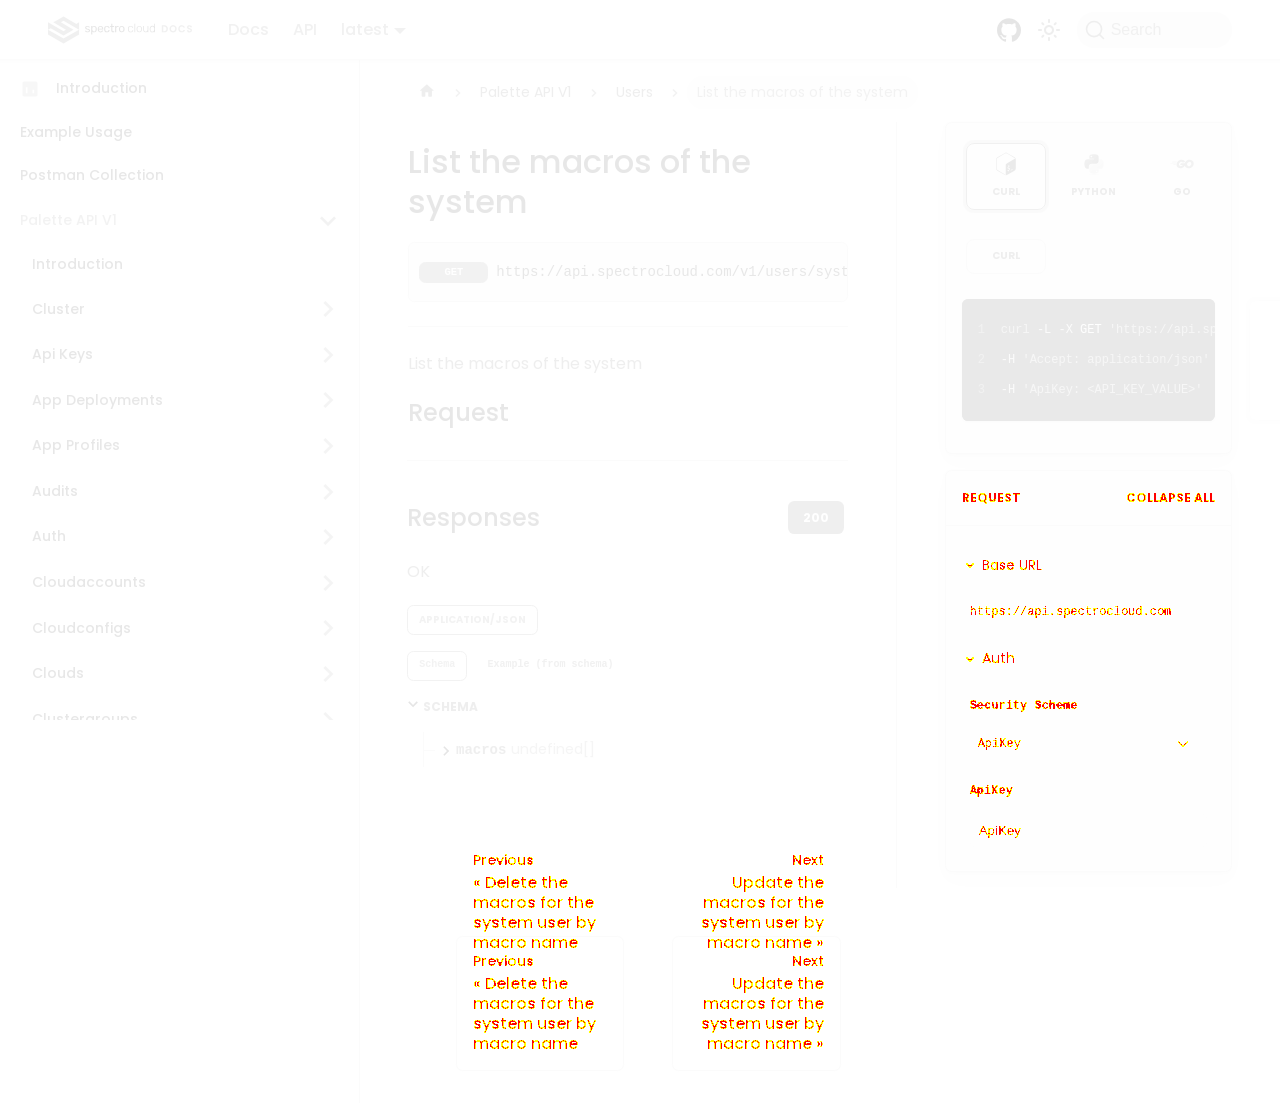 spectro cloud DOCS
Docs
API
latest
Search
Introduction
Example Usage
Postman Collection
Palette API V1
Introduction
Cluster
Api Keys
App Deployments
App Profiles
Audits
Auth
Cloudaccounts
Cloudconfigs
Clouds
Clustergroups
Palette API V1
Users
List the macros of the system
List the macros of the
system
GET https://api.spectrocloud.com/v1/users/syst
List the macros of the system
Request
Responses
200
OK
APPLICATION/JSON
Schema
Example (from schema)
SCHEMA
macros undefined[]
Previous
« Delete the
macros for the
system user by
macro name
Next
Update the
macros for the
system user by
macro name »
Previous
« Delete the
macros for the
system user by
macro name
Next
Update the
macros for the
system user by
macro name »
CURL
PYTHON
GO
CURL
1 curl -L -X GET 'https://api.sp
2 -H 'Accept: application/json'
3 -H 'ApiKey: <API_KEY_VALUE>'
REQUEST
COLLAPSE ALL
Base URL
https://api.spectrocloud.com
Auth
Security Scheme
ApiKey
ApiKey
ApiKey